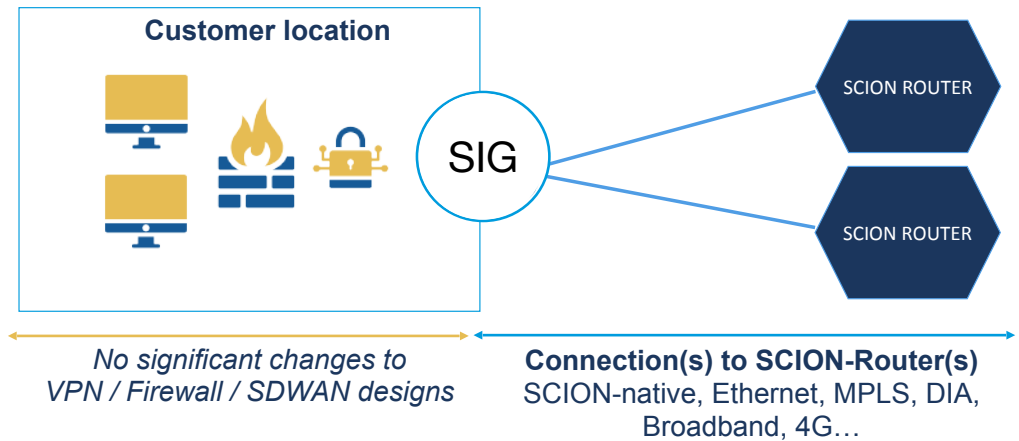 Customer location
SIG
SCION ROUTER
SCION ROUTER
No significant changes to
VPN / Firewall / SDWAN designs
Connection(s) to SCION-Router(s)
SCION-native, Ethernet, MPLS, DIA,
Broadband, 4G…